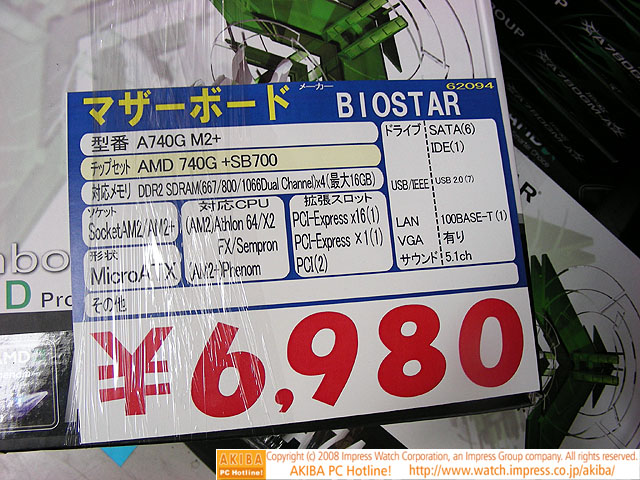 62094
マザーボード メーカー BIOSTAR
型番 A740G M2+
チップセット AMD 740G +SB700
対応メモリ DDR2 SDRAM(667/800/1066Dual Channel)x4(最大16GB)
ソケット
SocketAM2/AM2+
形状
MicroATX
対応CPU
(AM2)Athlon 64/X2
FX/Sempron
(AM2+)Phenom
拡張スロット
PCI-Express x16(1)
PCI-Express ×1(1)
PCI(2)
ドライブ SATA(6)
IDE(1)
USB/IEEE USB 2.0(7)
LAN 100BASE-T(1)
VGA 有り
サウンド 5.1ch
その他
¥6,980
AKIBA
PC Hotline!
Copyright (c) 2008 Impress Watch Corporation, an Impress Group company. All rights reserved.
AKIBA PC Hotline! http://www.watch.impress.co.jp/akiba/